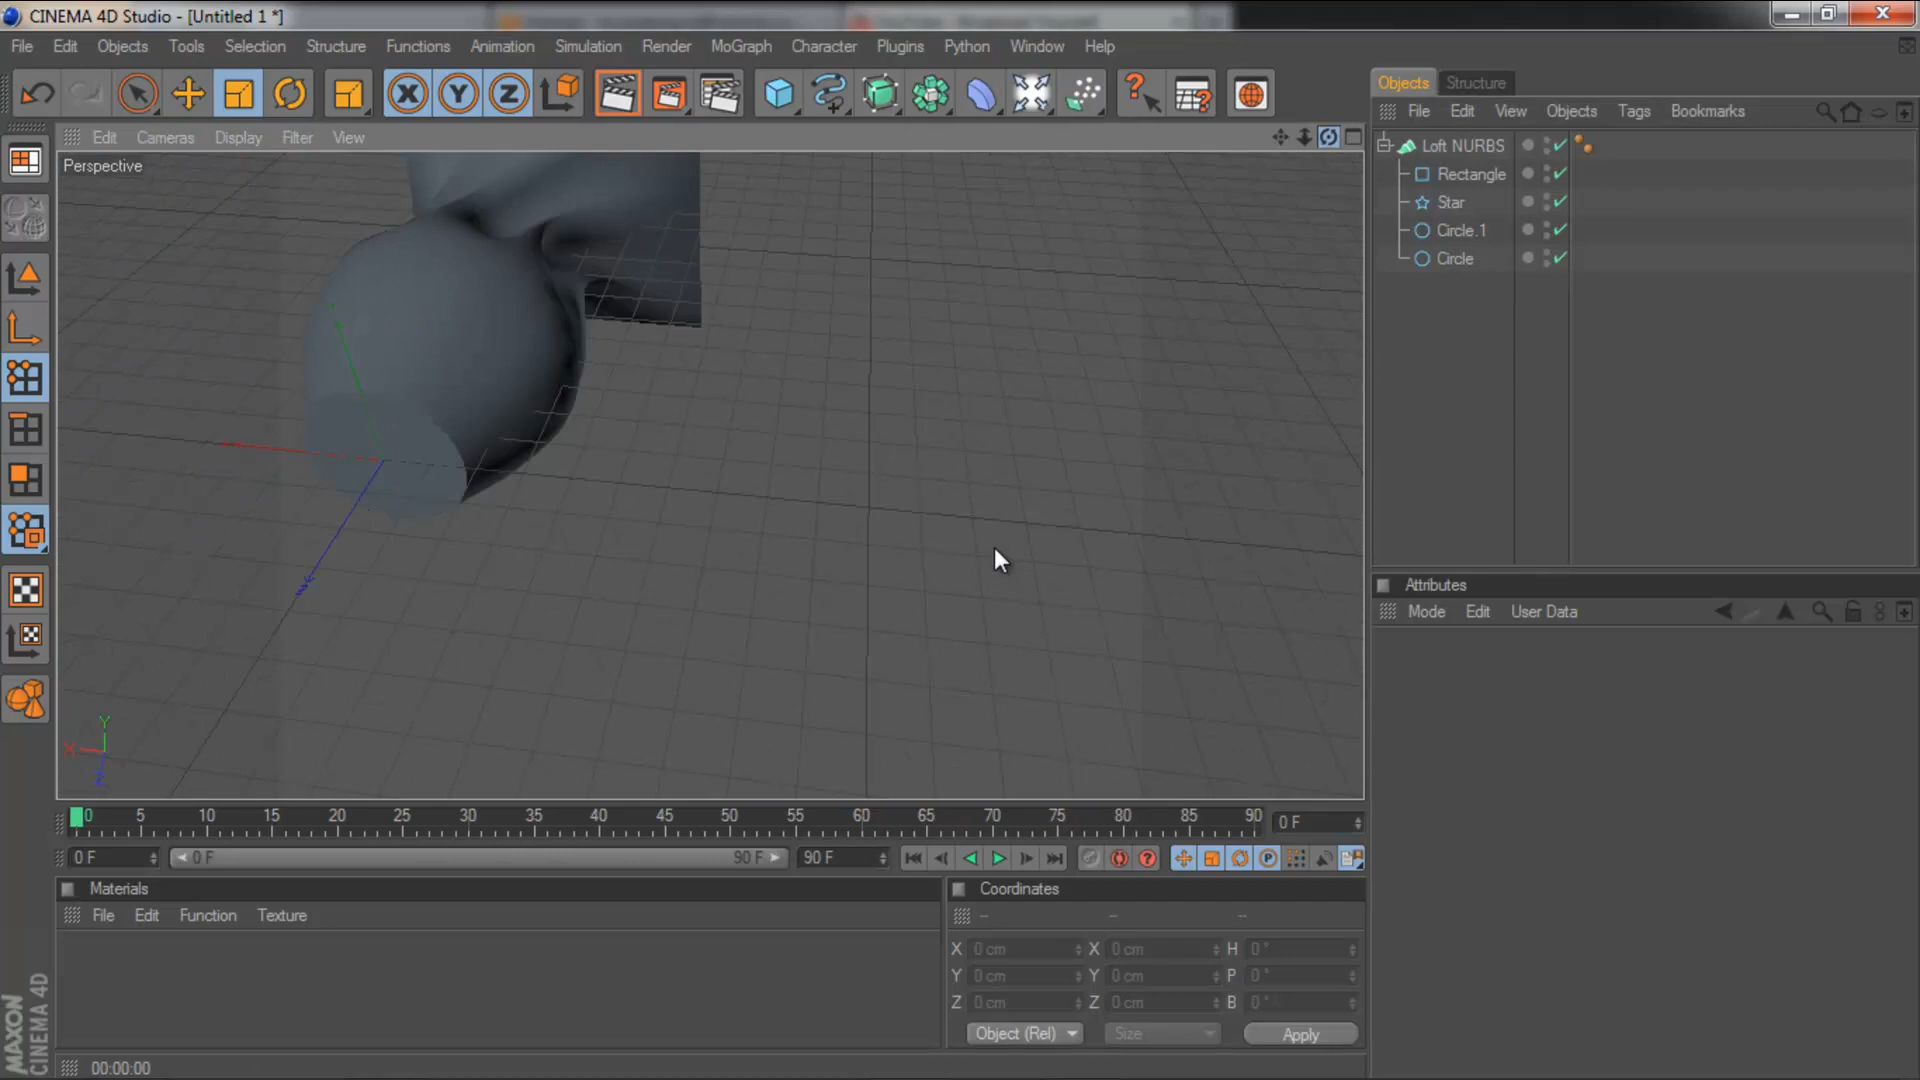 CINEMA 4D Studio - [Untitled 1 *]
File Edit Objects Tools Selection Structure Functions Animation Simulation Render MoGraph Character Plugins Python Window Help
Objects Structure
File Edit View Objects Tags Bookmarks
Edit Cameras Display Filter View
Perspective
Loft NURBS
Rectangle
Star
Circle.1
Circle
X Y Z
Attributes
Mode Edit User Data
Y
X
Z
0 5 10 15 20 25 30 35 40 45 50 55 60 65 70 75 80 85 90 0 F
0 F 0 F 90 F 90 F
Materials
File Edit Function Texture
Coordinates
– – –
X 0 cm X 0 cm H 0 °
Y 0 cm Y 0 cm P 0 °
Z 0 cm Z 0 cm B 0 °
Object (Rel) Size Apply
MAXON
CINEMA 4D
00:00:00